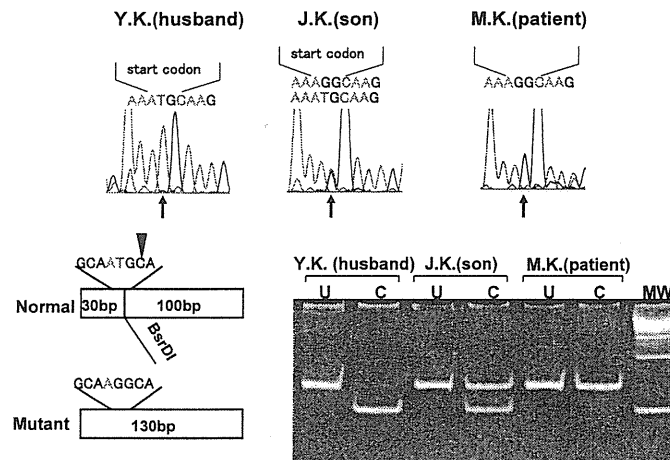 Y.K.(husband)
J.K.(son)
M.K.(patient)
start codon
AAATGCAAG
start codon
AAAGGCAAG
AAATGCAAG
AAAGGCAAG
GCAATGCA
Normal
30bp
100bp
BsrDI
GCAAGGCA
Mutant
130bp
Y.K. (husband)
J.K.(son)
M.K.(patient)
U C U C U C MW